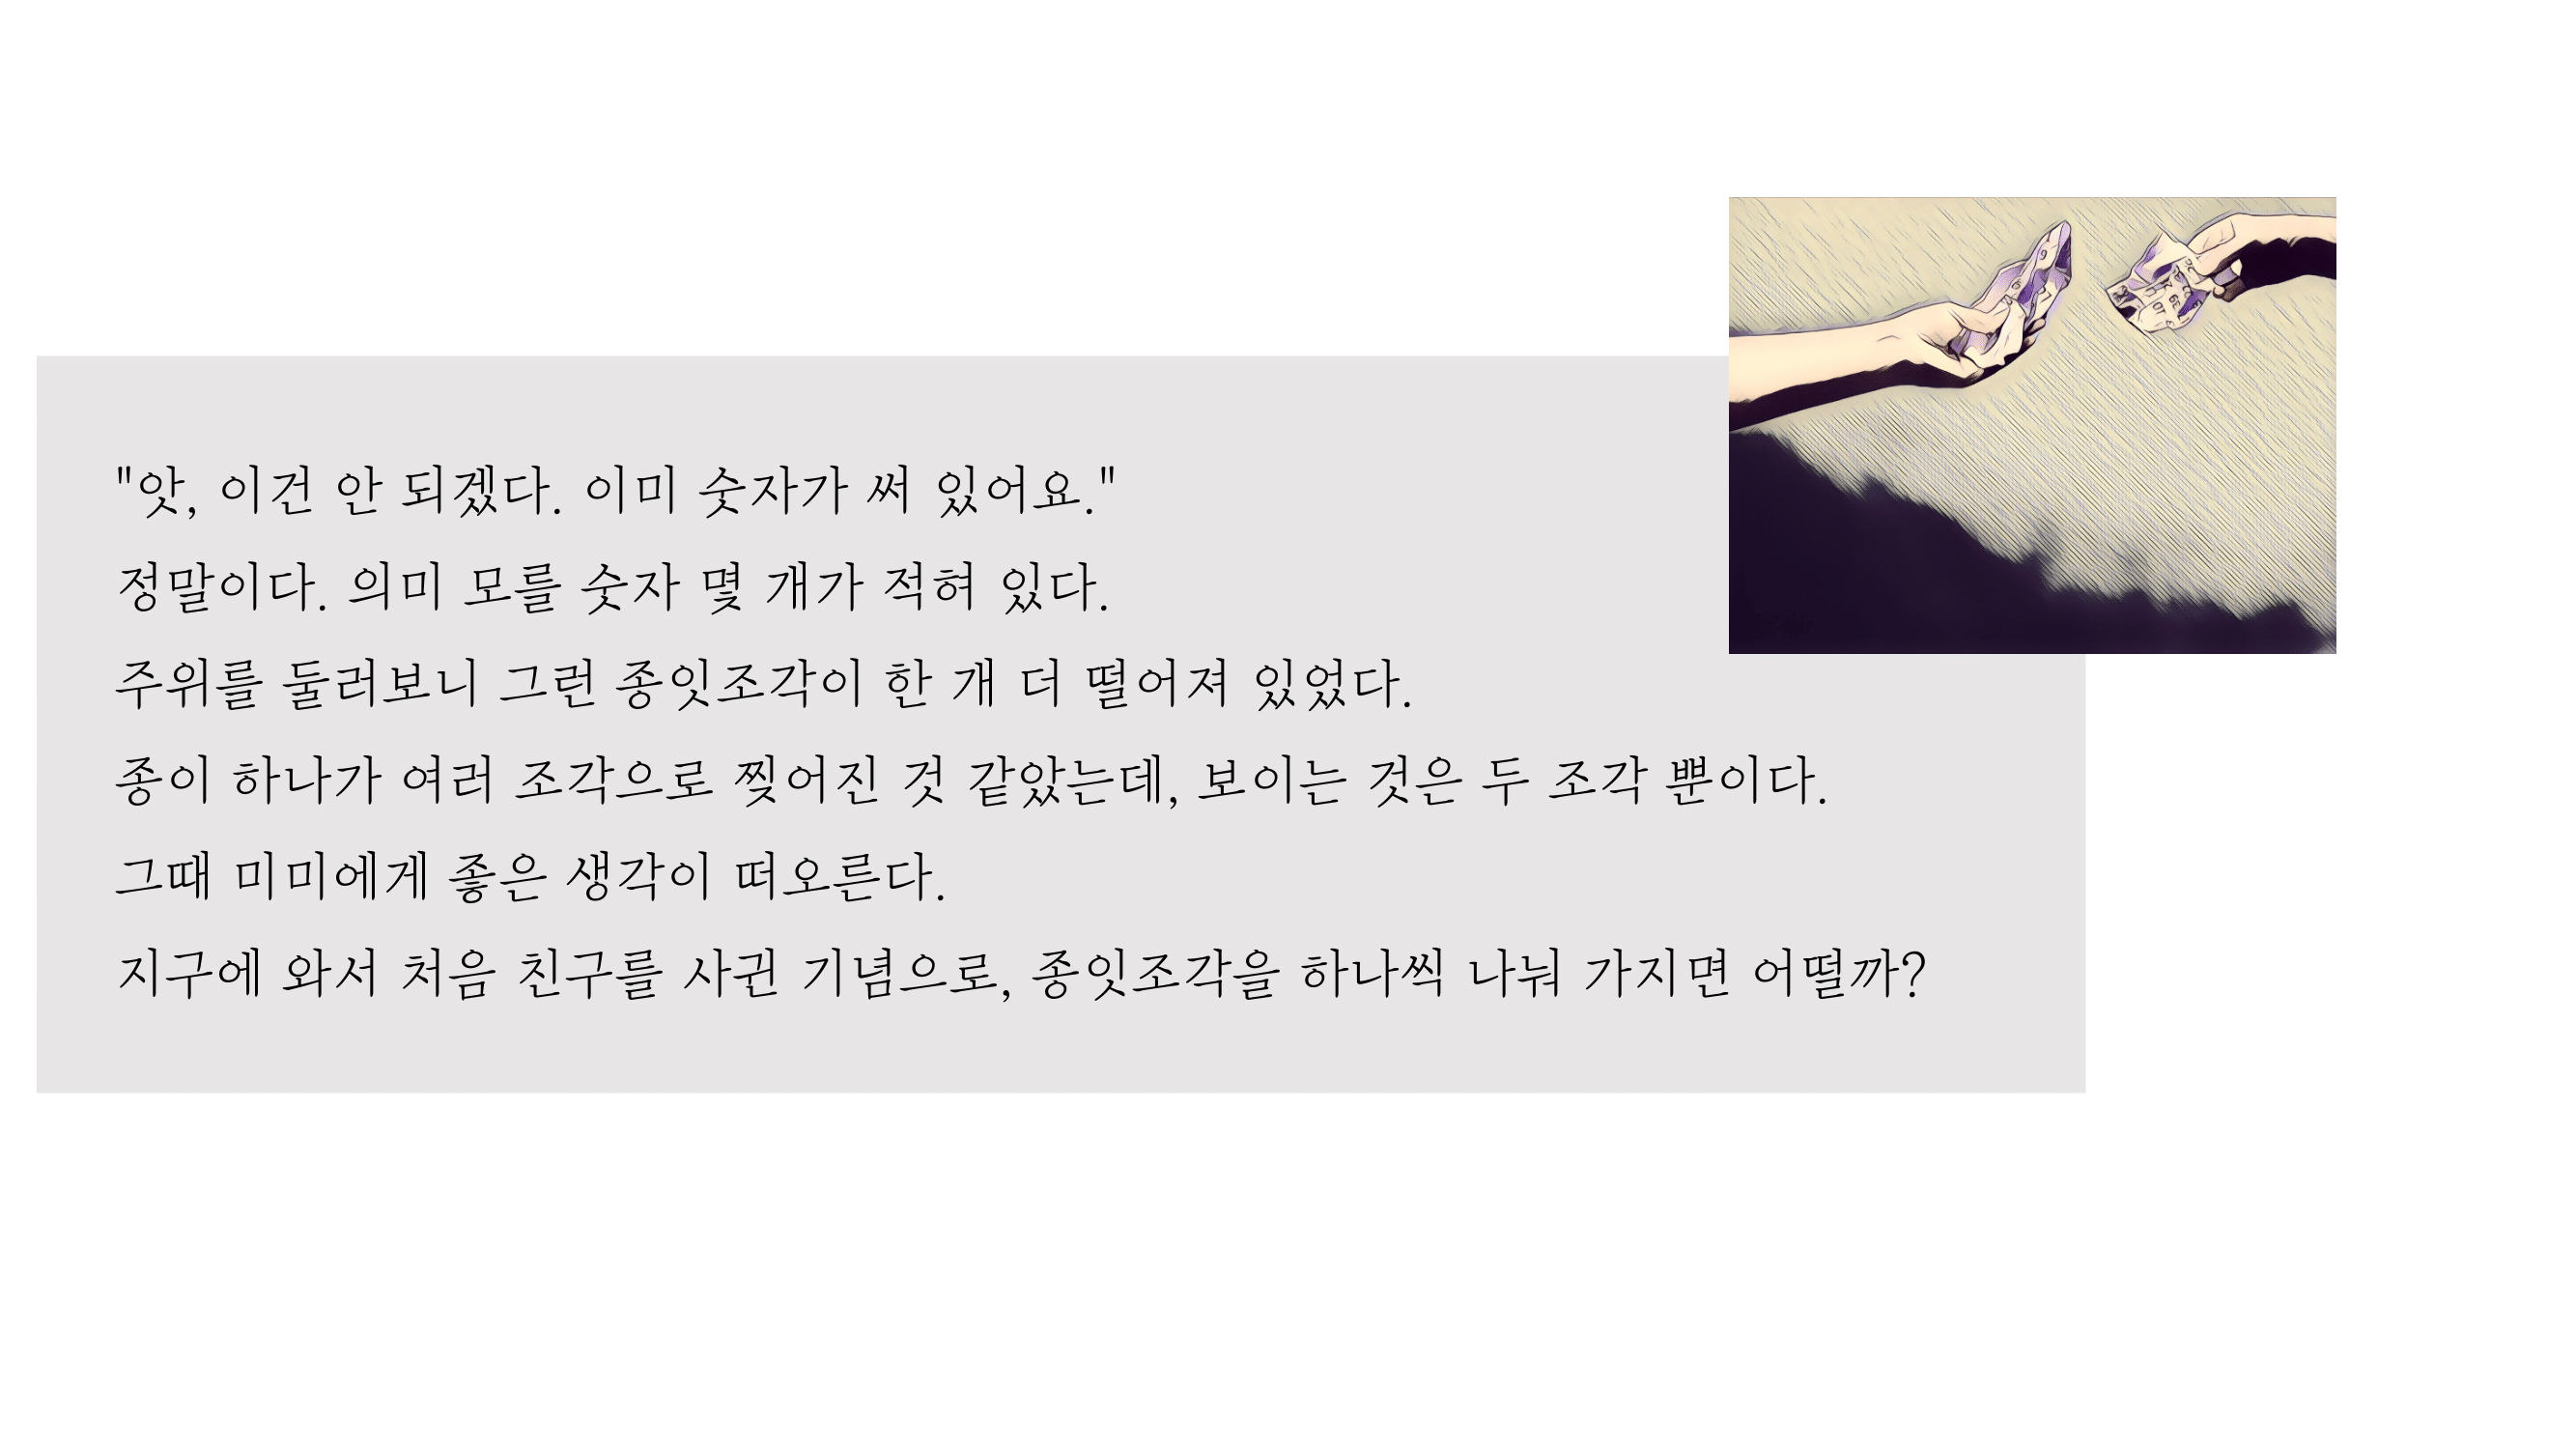 "앗, 이건 안 되겠다. 이미 숫자가 써 있어요."
정말이다. 의미 모를 숫자 몇 개가 적혀 있다.
주위를 둘러보니 그런 종잇조각이 한 개 더 떨어져 있었다.
종이 하나가 여러 조각으로 찢어진 것 같았는데, 보이는 것은 두 조각 뿐이다.
그때 미미에게 좋은 생각이 떠오른다.
지구에 와서 처음 친구를 사귄 기념으로, 종잇조각을 하나씩 나눠 가지면 어떨까?